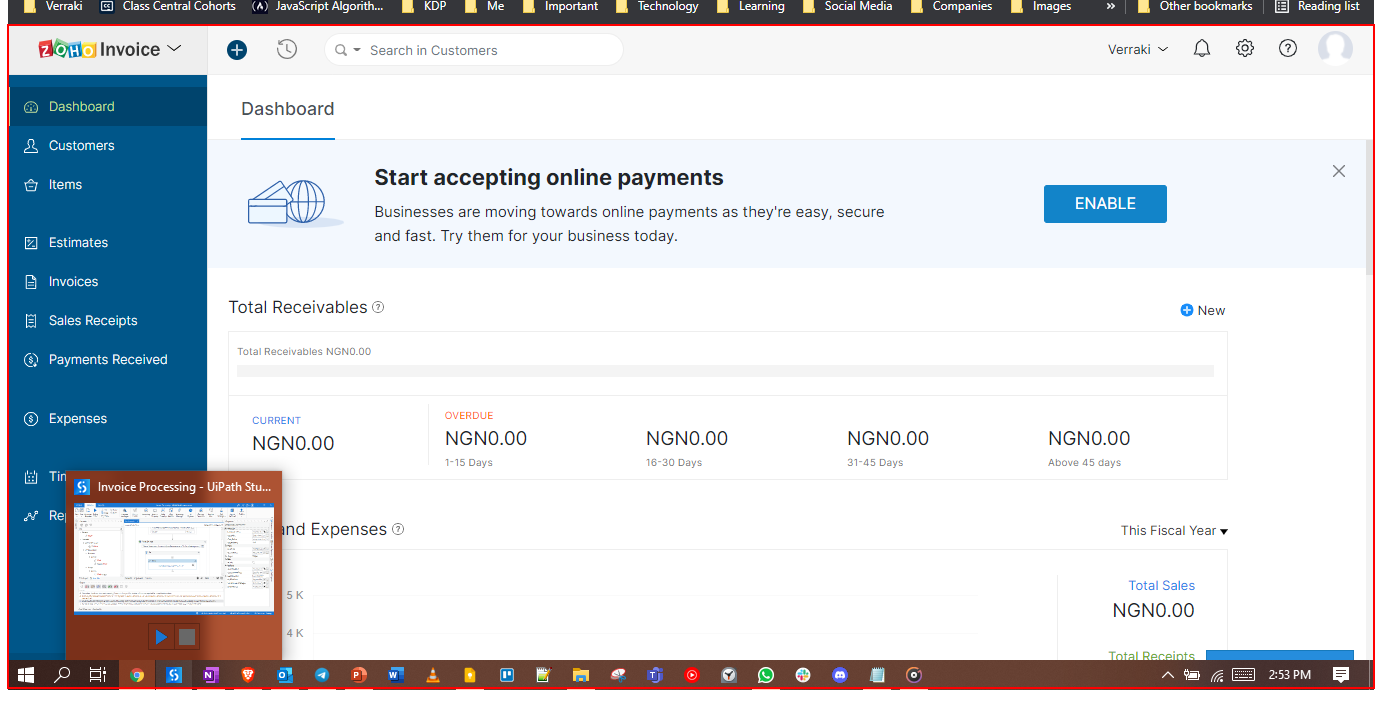 Verraki Class Central Cohorts JavaScript Algorith... KDP Me Important Technology Learning Social Media Companies Images » Other bookmarks Reading list
ZOHO Invoice Search in Customers Verraki
Dashboard
Customers
Items
Estimates
Invoices
Sales Receipts
Payments Received
Expenses
Dashboard
Start accepting online payments
Businesses are moving towards online payments as they're easy, secure
and fast. Try them for your business today.
ENABLE
Total Receivables
New
Total Receivables NGN0.00
CURRENT
NGN0.00
OVERDUE
NGN0.00 NGN0.00 NGN0.00 NGN0.00
1-15 Days 16-30 Days 31-45 Days Above 45 days
Invoice Processing - UiPath Stu...
and Expenses
This Fiscal Year
5 K
4 K
Total Sales
NGN0.00
Total Receipts
2:53 PM